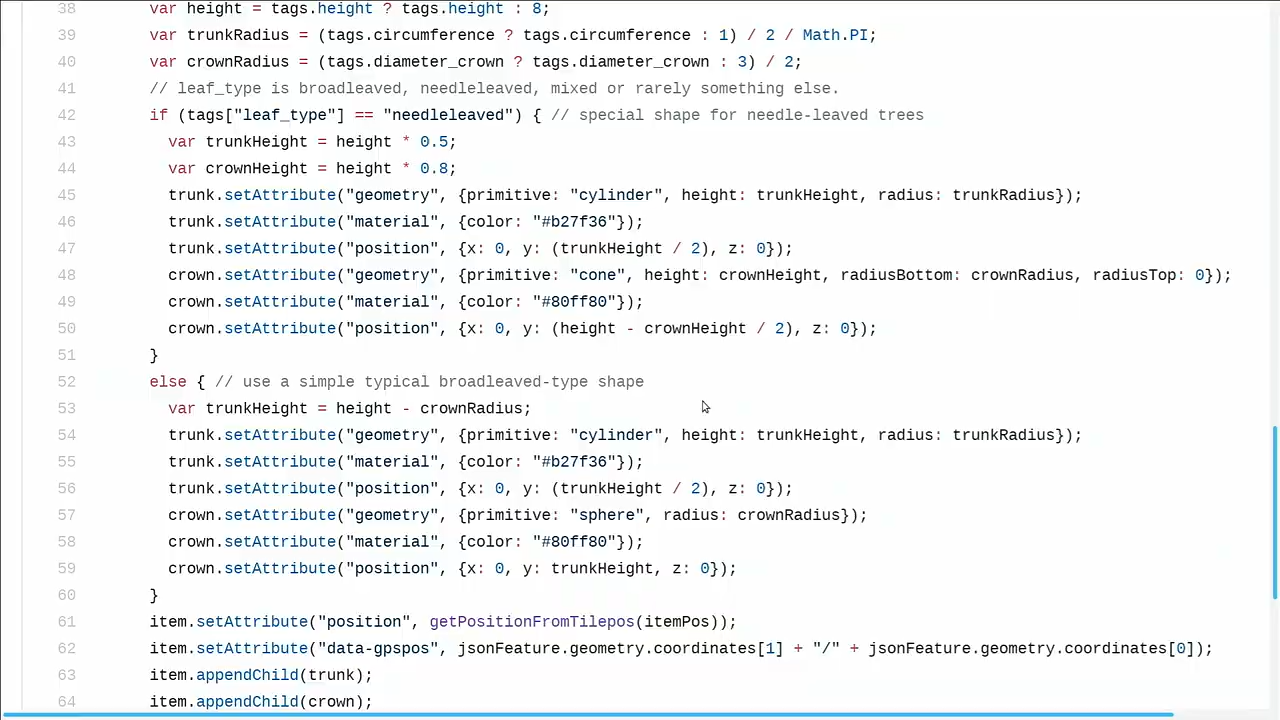 38 var height = tags.height ? tags.height : 8;
39 var trunkRadius = (tags.circumference ? tags.circumference : 1) / 2 / Math.PI;
40 var crownRadius = (tags.diameter_crown ? tags.diameter_crown : 3) / 2;
41 // leaf_type is broadleaved, needleleaved, mixed or rarely something else.
42 if (tags["leaf_type"] == "needleleaved") { // special shape for needle-leaved trees
43 var trunkHeight = height * 0.5;
44 var crownHeight = height * 0.8;
45 trunk.setAttribute("geometry", {primitive: "cylinder", height: trunkHeight, radius: trunkRadius});
46 trunk.setAttribute("material", {color: "#b27f36"});
47 trunk.setAttribute("position", {x: 0, y: (trunkHeight / 2), z: 0});
48 crown.setAttribute("geometry", {primitive: "cone", height: crownHeight, radiusBottom: crownRadius, radiusTop: 0});
49 crown.setAttribute("material", {color: "#80ff80"});
50 crown.setAttribute("position", {x: 0, y: (height - crownHeight / 2), z: 0});
51 }
52 else { // use a simple typical broadleaved-type shape
53 var trunkHeight = height - crownRadius;
54 trunk.setAttribute("geometry", {primitive: "cylinder", height: trunkHeight, radius: trunkRadius});
55 trunk.setAttribute("material", {color: "#b27f36"});
56 trunk.setAttribute("position", {x: 0, y: (trunkHeight / 2), z: 0});
57 crown.setAttribute("geometry", {primitive: "sphere", radius: crownRadius});
58 crown.setAttribute("material", {color: "#80ff80"});
59 crown.setAttribute("position", {x: 0, y: trunkHeight, z: 0});
60 }
61 item.setAttribute("position", getPositionFromTilepos(itemPos));
62 item.setAttribute("data-gpspos", jsonFeature.geometry.coordinates[1] + "/" + jsonFeature.geometry.coordinates[0]);
63 item.appendChild(trunk);
64 item.appendChild(crown);